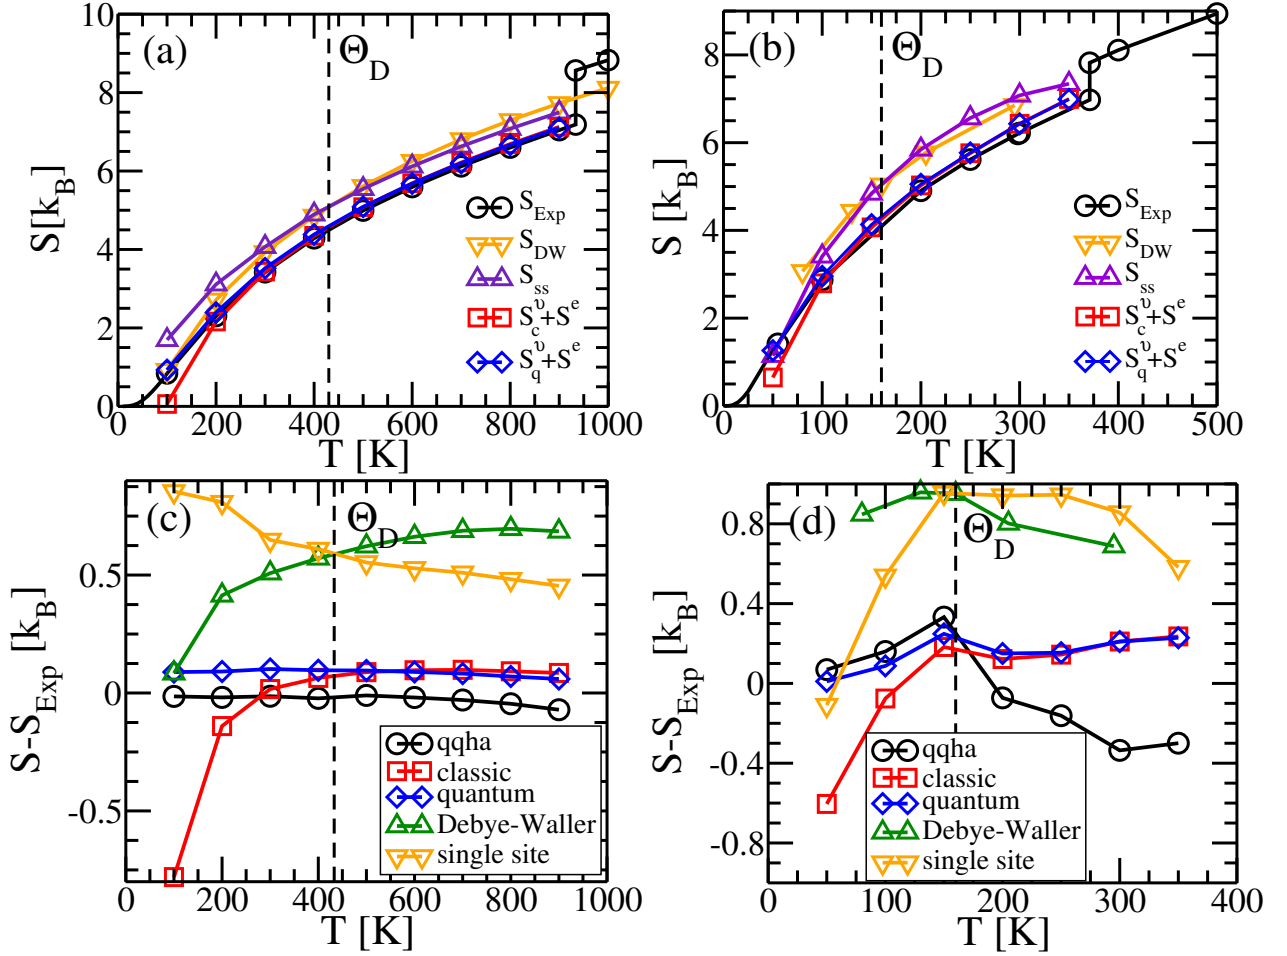 (a)
Θ_D
S[k_B]
10
8
6
4
2
0
S_Exp
S_DW
S_ss
S_c^υ+S^e
S_q^υ+S^e
0 200 400 600 800 1000
T [K]
(b)
Θ_D
S [k_B]
8
6
4
2
0
S_Exp
S_DW
S_ss
S_c^υ+S^e
S_q^υ+S^e
0 100 200 300 400 500
T [K]
(c)
Θ_D
S-S_Exp [k_B]
0.5
0
-0.5
qqha
classic
quantum
Debye-Waller
single site
0 200 400 600 800 1000
T [K]
(d)
Θ_D
S-S_Exp [k_B]
0.8
0.4
0
-0.4
-0.8
qqha
classic
quantum
Debye-Waller
single site
0 100 200 300 400
T [K]